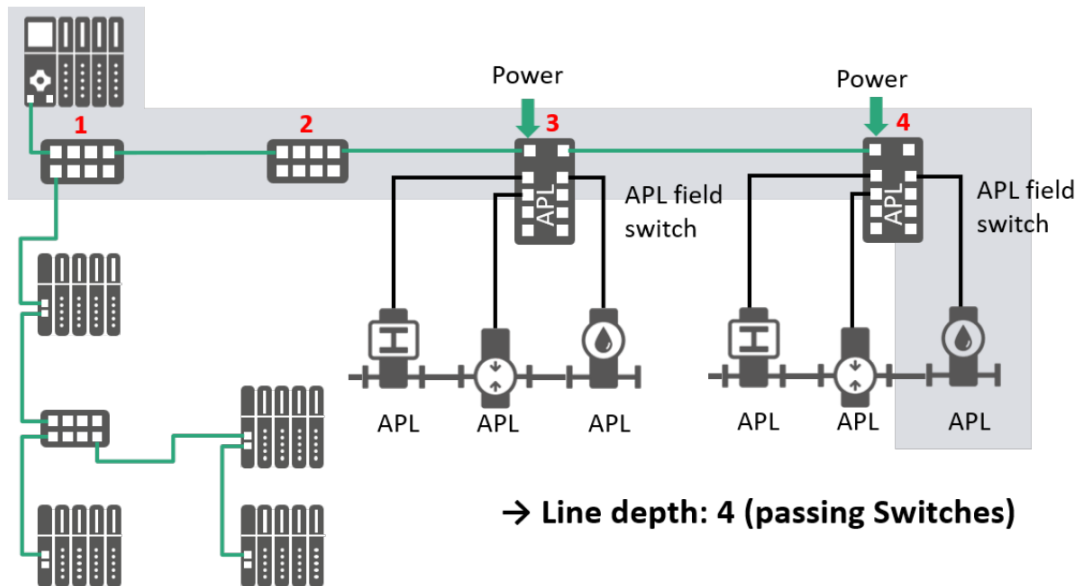 Power
Power
1
2
3
4
APL
APL
APL field
switch
APL field
switch
APL
APL
APL
APL
APL
APL
→ Line depth: 4 (passing Switches)